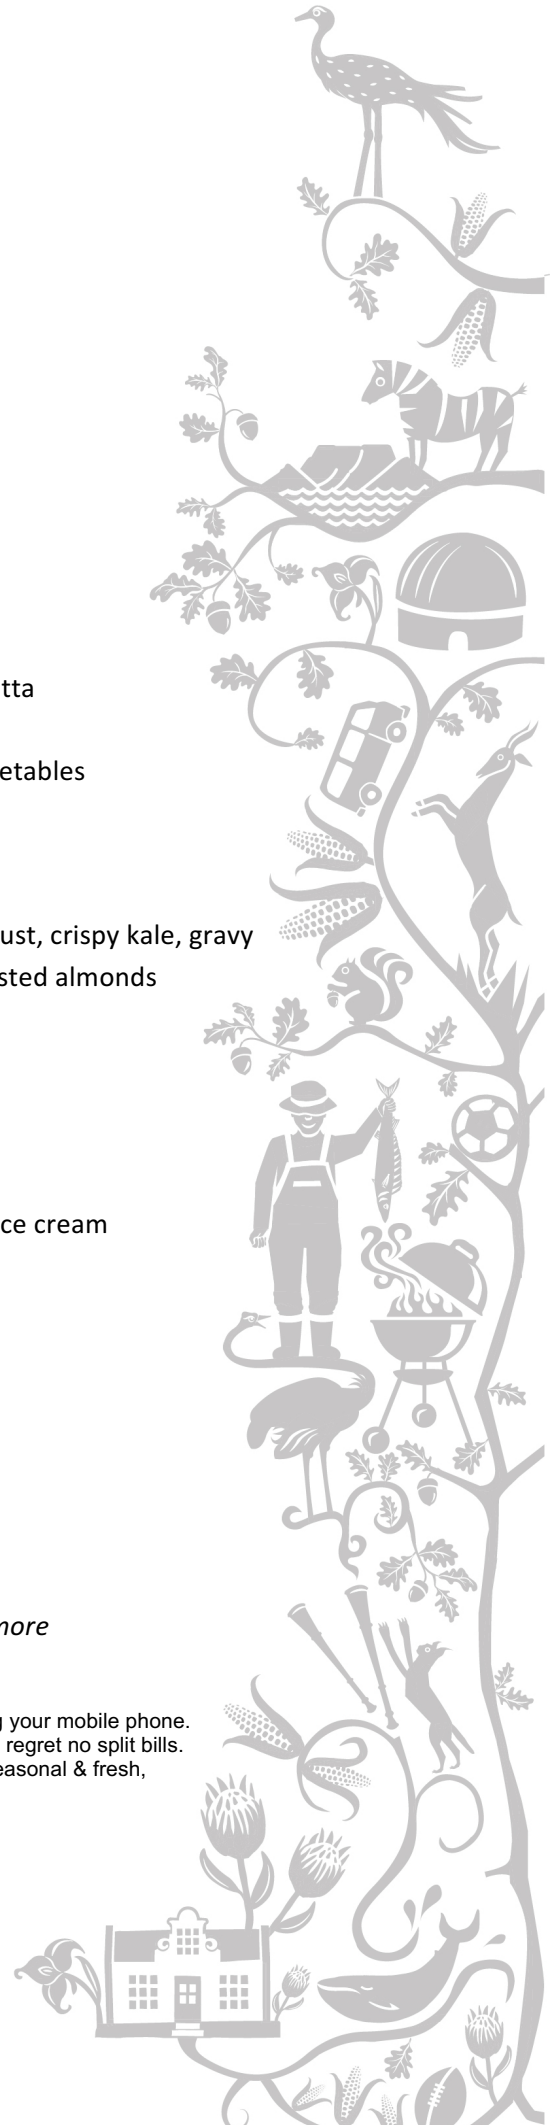 tta
etables
ust, crispy kale, gravy
sted almonds
ce cream
more
g your mobile phone.
regret no split bills.
easonal & fresh,